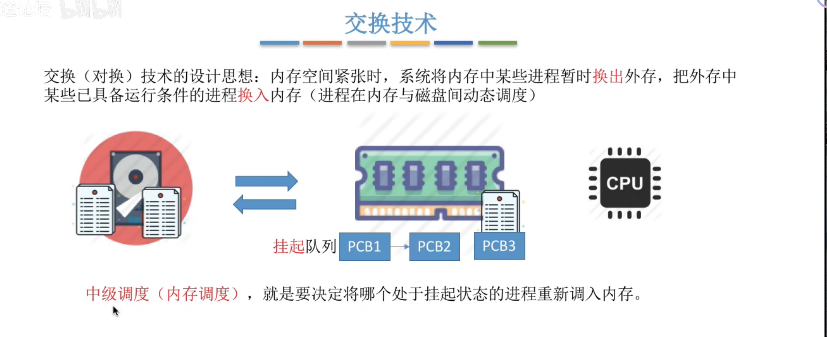 交换技术
交换（对换）技术的设计思想：内存空间紧张时，系统将内存中某些进程暂时换出外存，把外存中
某些已具备运行条件的进程换入内存（进程在内存与磁盘间动态调度）
CPU
挂起队列 PCB1 PCB2 PCB3
中级调度（内存调度），就是要决定将哪个处于挂起状态的进程重新调入内存。